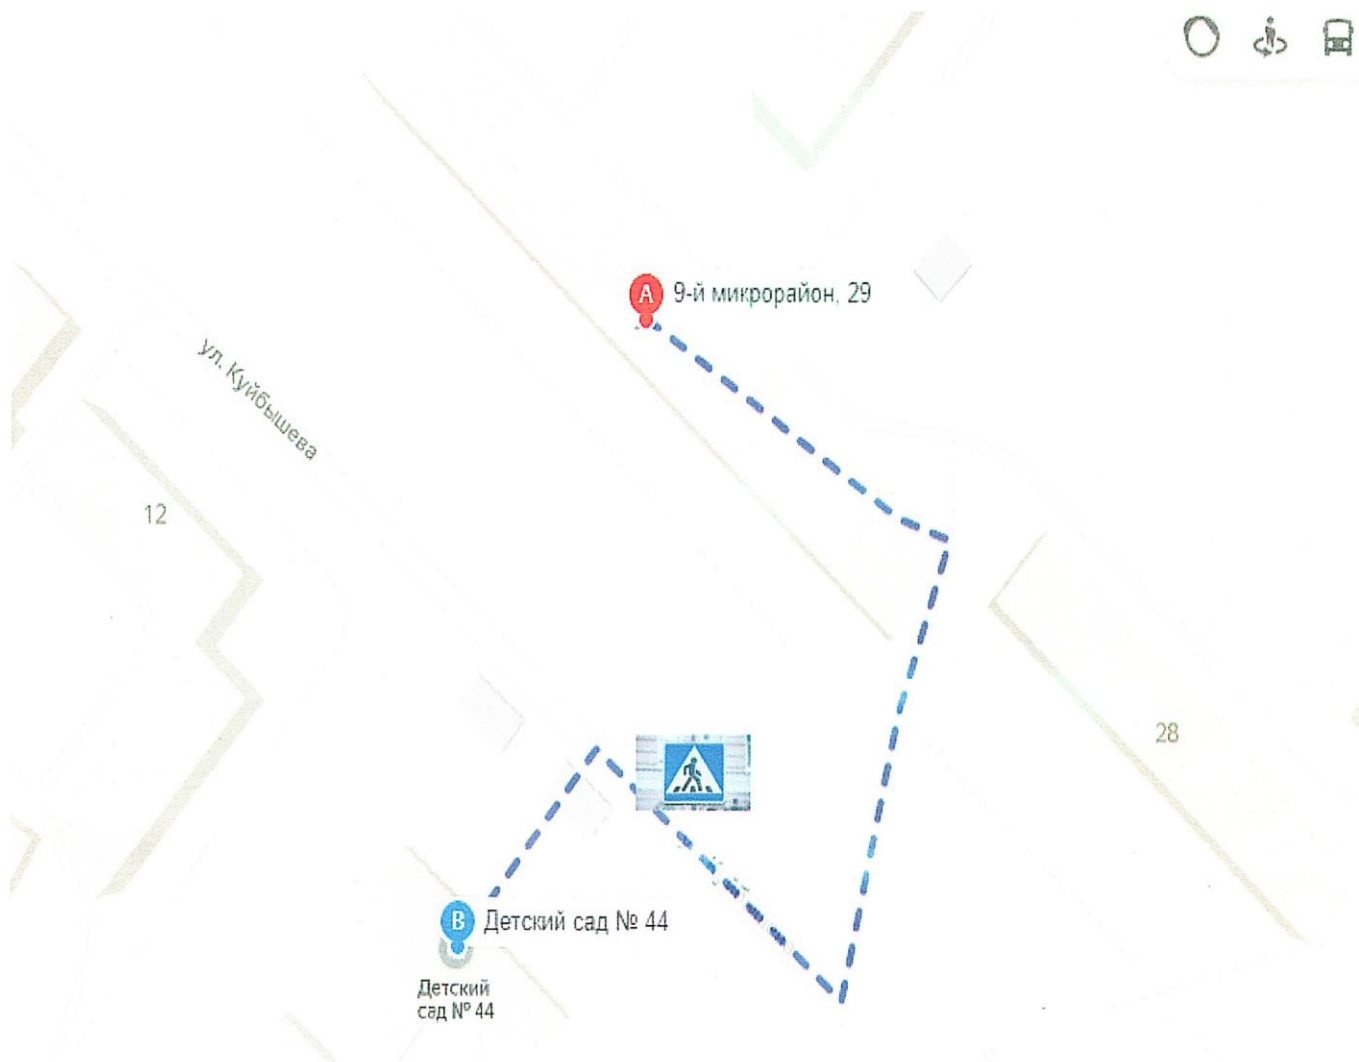 А 9-й микрорайон, 29
ул. Куйбышева
12
28
В Детский сад № 44
Детский
сад № 44